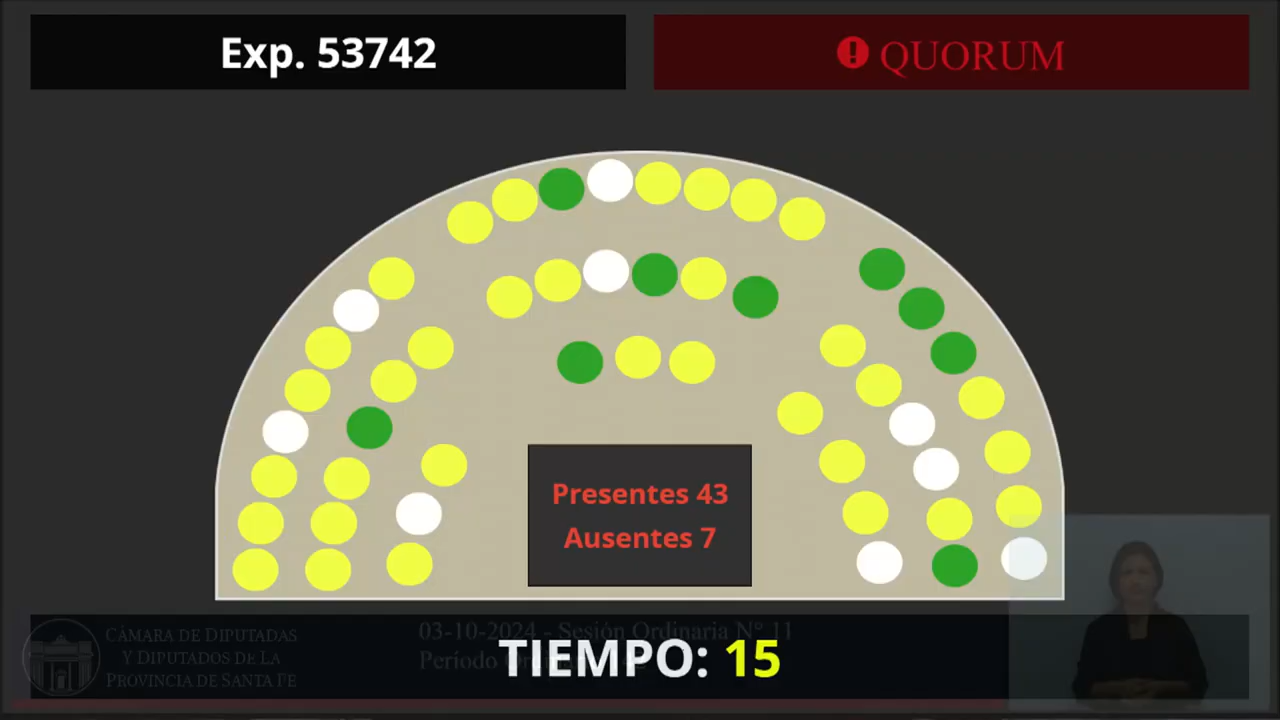 Exp. 53742
QUORUM
Presentes 43
Ausentes 7
CÁMARA DE DIPUTADAS
Y DIPUTADOS DE LA
PROVINCIA DE SANTA FE
03-10-2024 - Sesión Ordinaria N° 11
Período
TIEMPO: 15